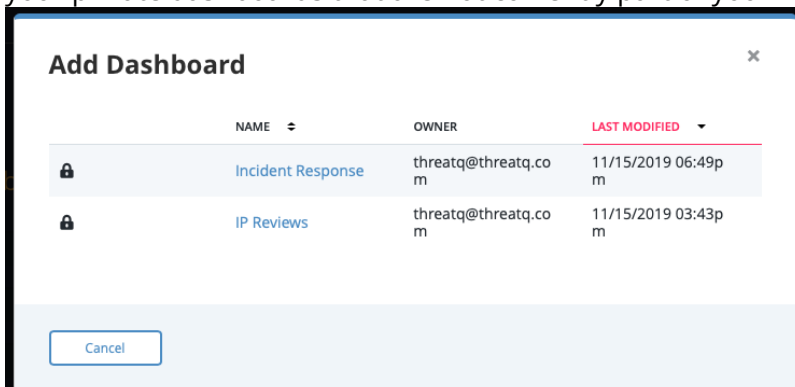 Add Dashboard
×
NAME OWNER LAST MODIFIED
Incident Response threatq@threatq.co 11/15/2019 06:49p
m m
IP Reviews threatq@threatq.co 11/15/2019 03:43p
m m
Cancel